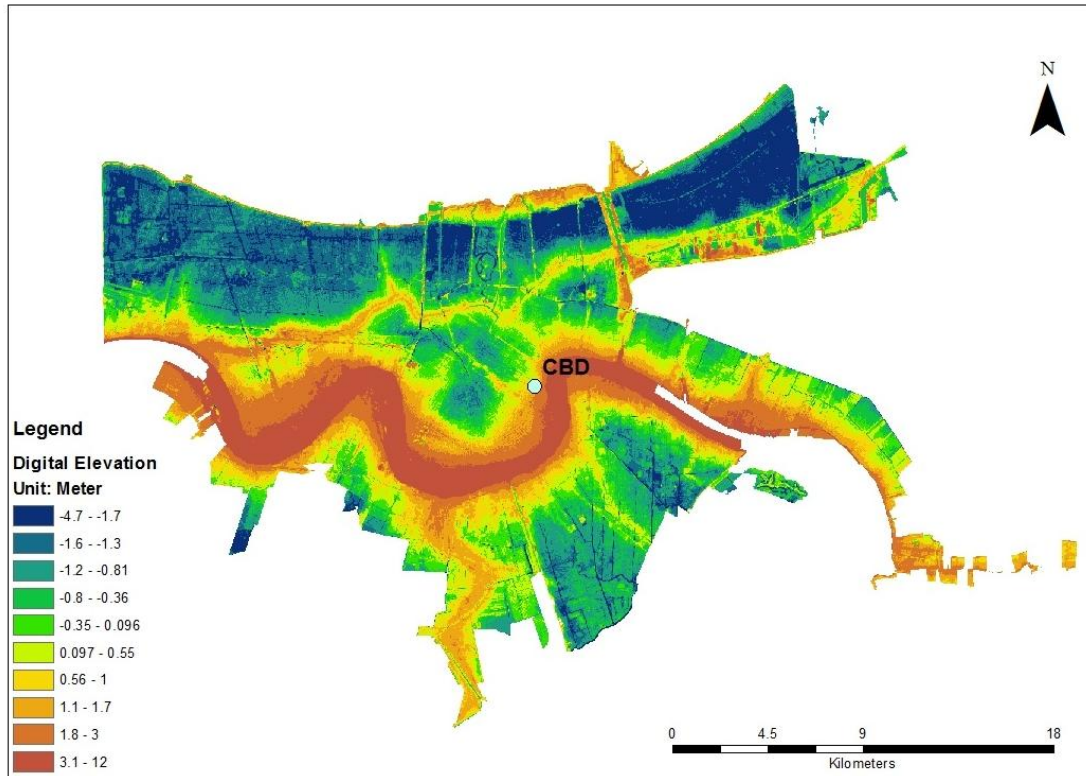 N
CBD
Legend
Digital Elevation
Unit: Meter
-4.7 - -1.7
-1.6 - -1.3
-1.2 - -0.81
-0.8 - -0.36
-0.35 - 0.096
0.097 - 0.55
0.56 - 1
1.1 - 1.7
1.8 - 3
3.1 - 12
0 4.5 9 18
Kilometers